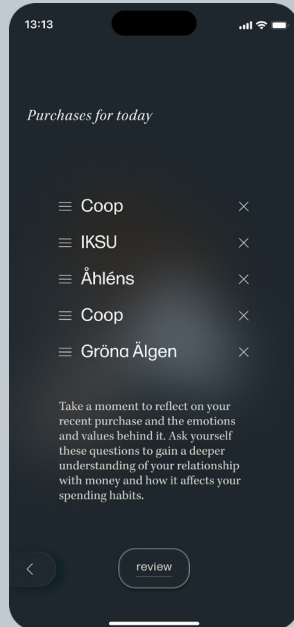 13:13
Purchases for today
Coop
IKSU
Åhléns
Coop
Gröna Älgen
Take a moment to reflect on your
recent purchase and the emotions
and values behind it. Ask yourself
these questions to gain a deeper
understanding of your relationship
with money and how it affects your
spending habits.
review